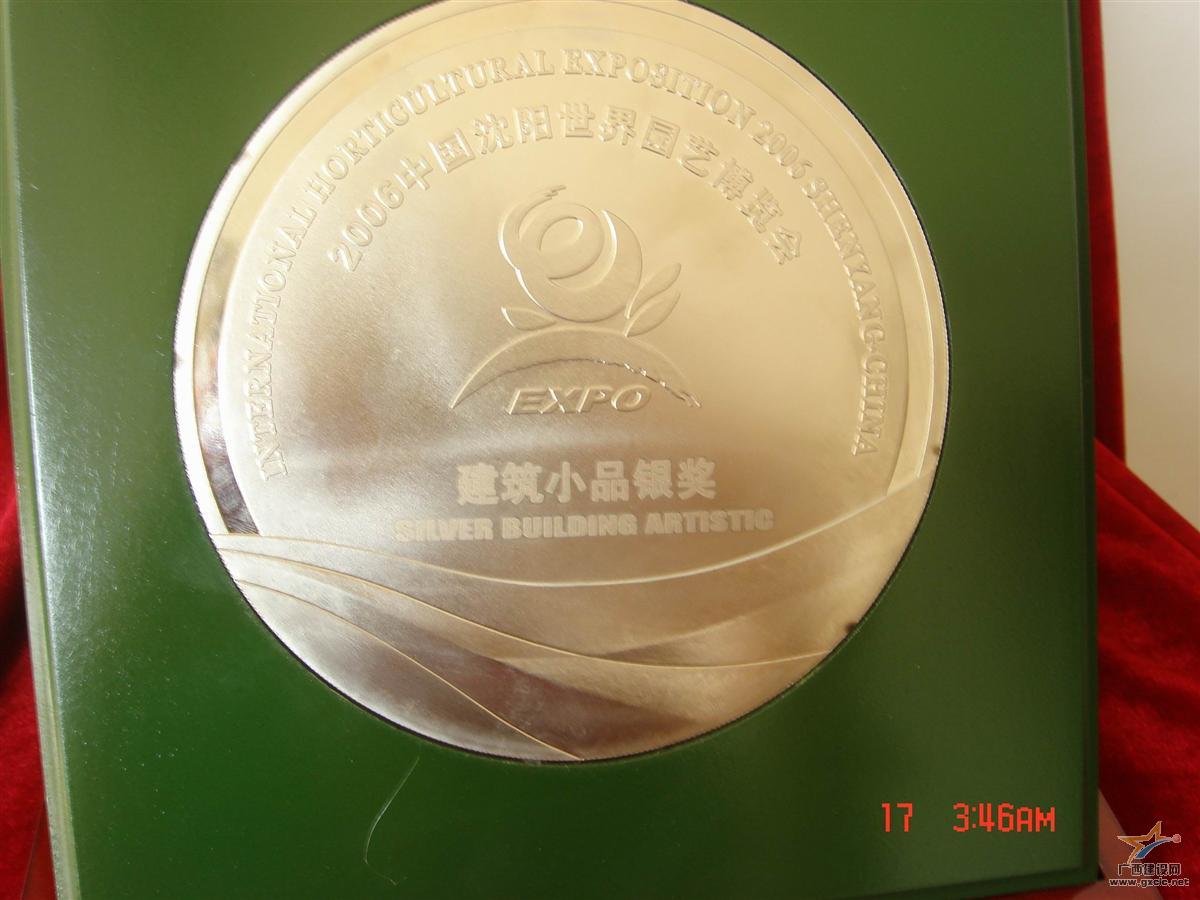 INTERNATIONAL HORTICULTURAL EXPOSITION 2006 SHENYANG·CHINA
2006中国沈阳世界园艺博览会
EXPO
建筑小品银奖
SILVER BUILDING ARTISTIC
17 3:46AM
广西建设网
www.gxcic.net